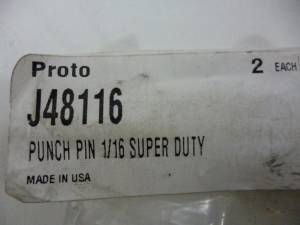 Proto 2 EACH
J48116
PUNCH PIN 1/16 SUPER DUTY
MADE IN USA